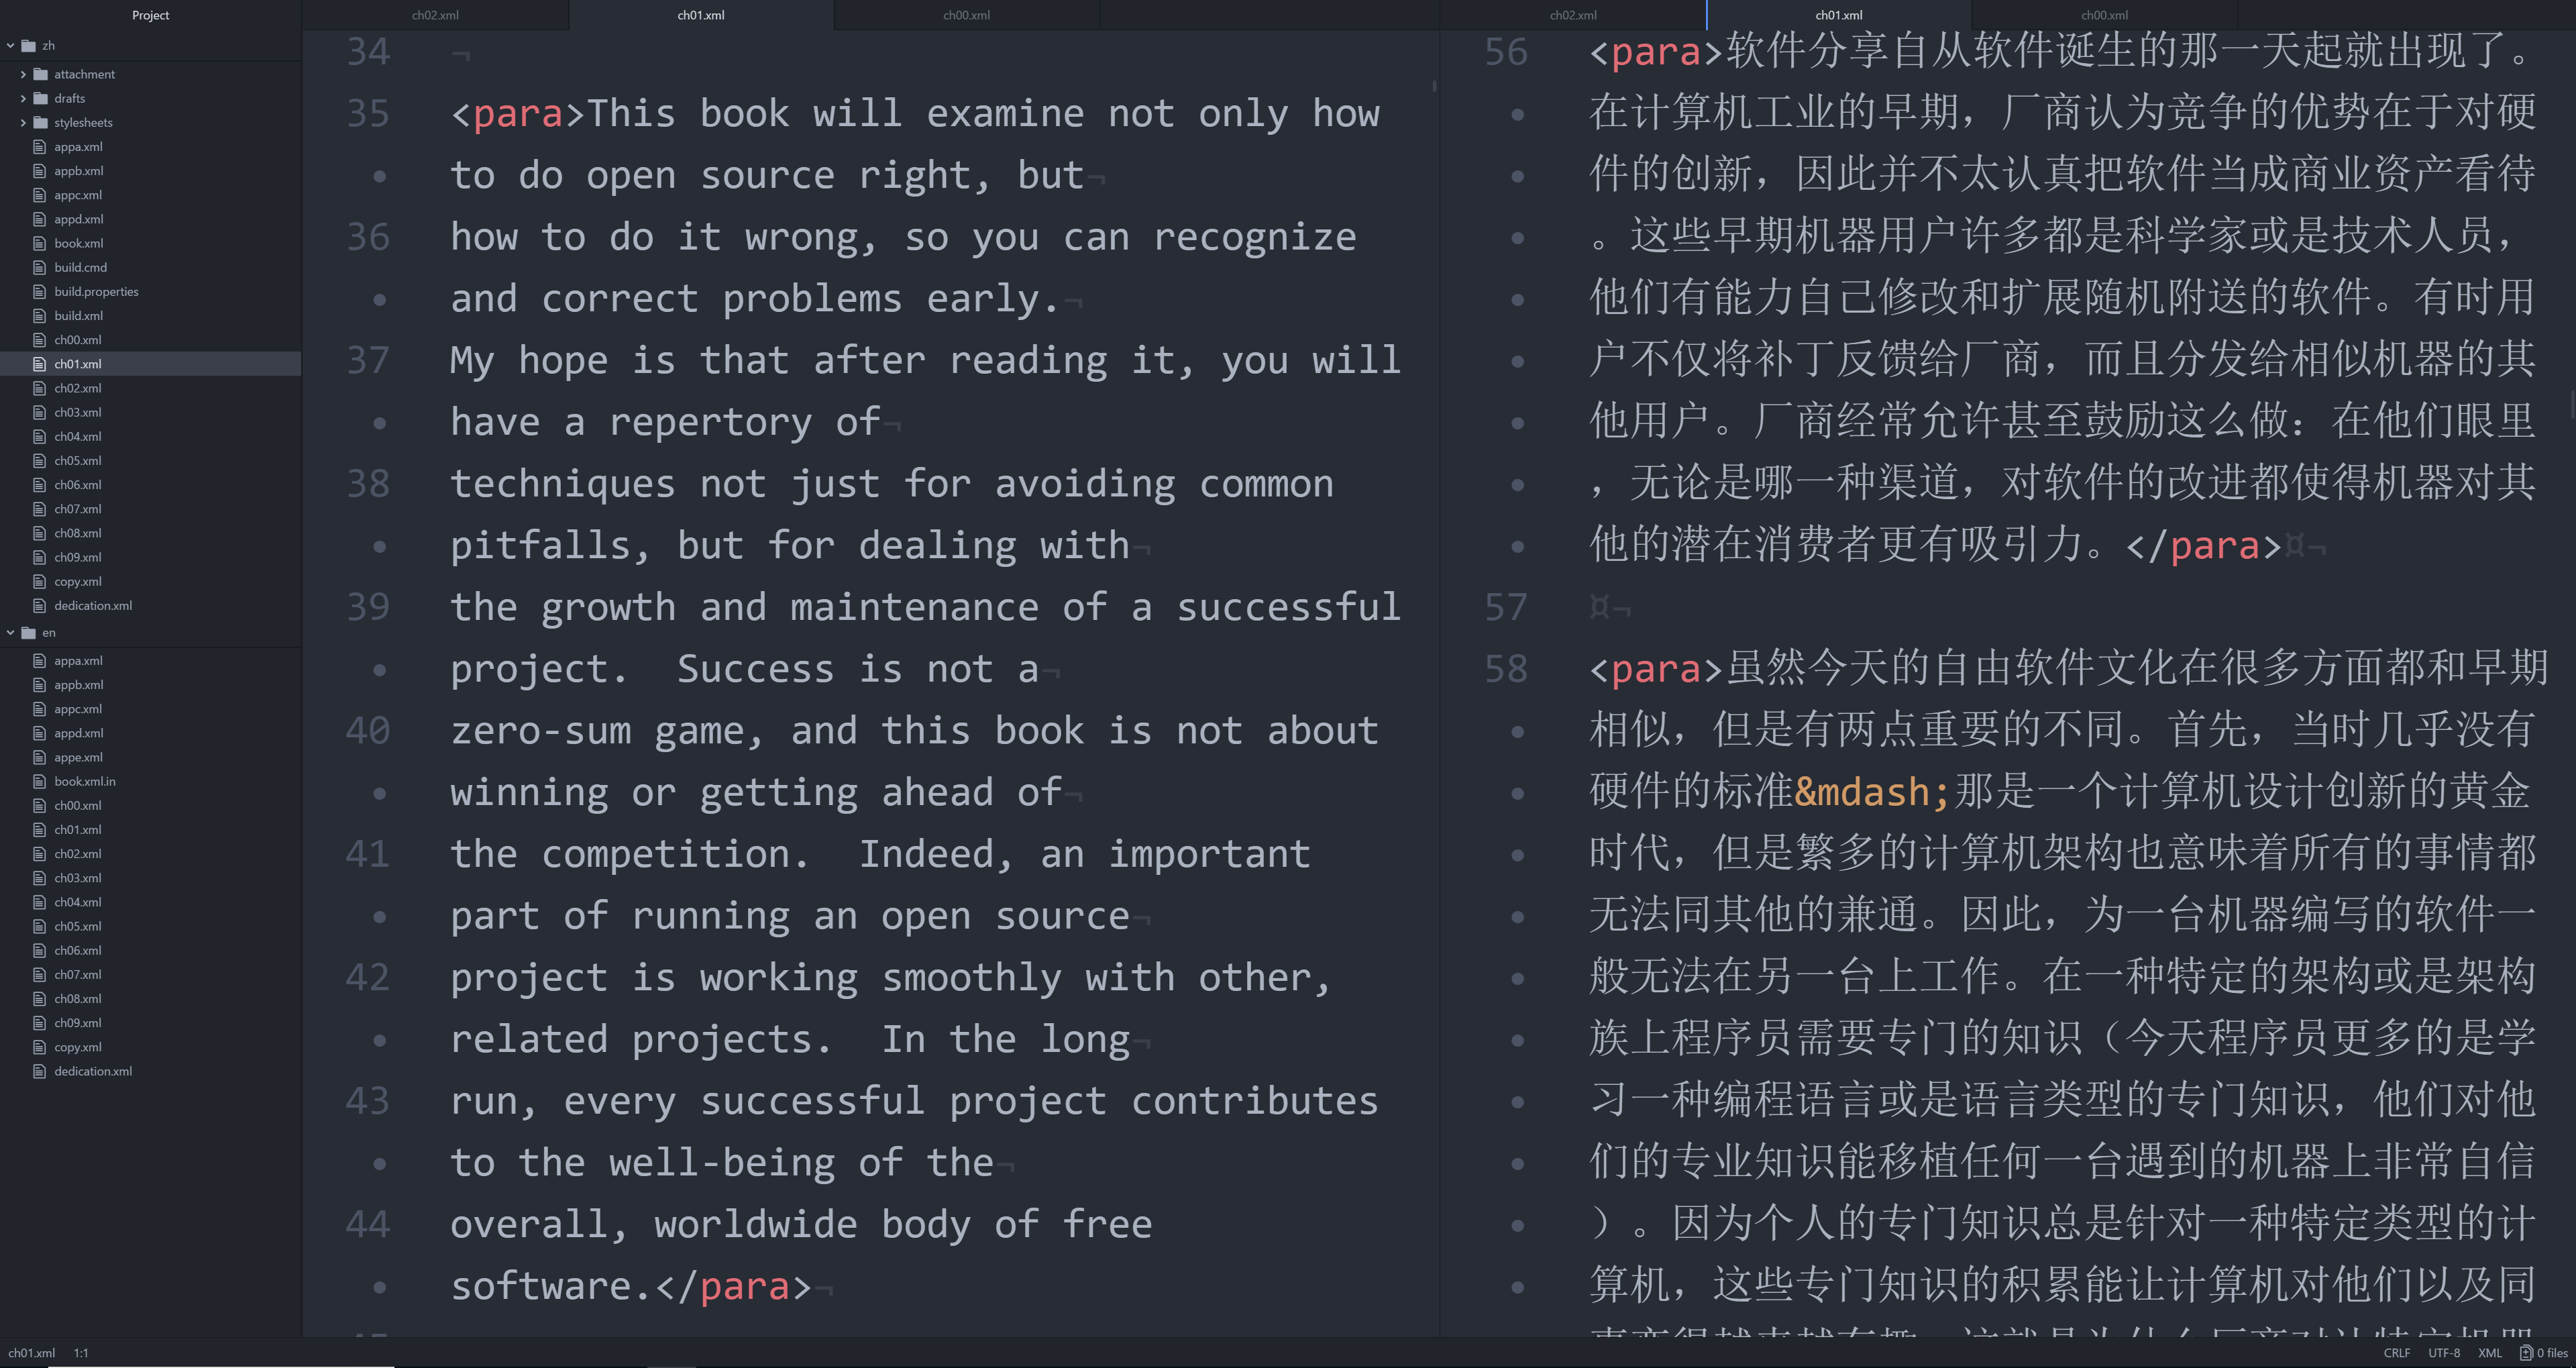 Project
zh
attachment
drafts
stylesheets
appa.xml
appb.xml
appc.xml
appd.xml
book.xml
build.cmd
build.properties
build.xml
ch00.xml
ch01.xml
ch02.xml
ch03.xml
ch04.xml
ch05.xml
ch06.xml
ch07.xml
ch08.xml
ch09.xml
copy.xml
dedication.xml
en
appa.xml
appb.xml
appc.xml
appd.xml
appe.xml
book.xml.in
ch00.xml
ch01.xml
ch02.xml
ch03.xml
ch04.xml
ch05.xml
ch06.xml
ch07.xml
ch08.xml
ch09.xml
copy.xml
dedication.xml
ch02.xml ch01.xml ch00.xml
34 ¬
35 <para>This book will examine not only how
• to do open source right, but¬
36 how to do it wrong, so you can recognize
• and correct problems early.¬
37 My hope is that after reading it, you will
• have a repertory of¬
38 techniques not just for avoiding common
• pitfalls, but for dealing with¬
39 the growth and maintenance of a successful
• project.  Success is not a¬
40 zero-sum game, and this book is not about
• winning or getting ahead of¬
41 the competition.  Indeed, an important
• part of running an open source¬
42 project is working smoothly with other,
• related projects.  In the long¬
43 run, every successful project contributes
• to the well-being of the¬
44 overall, worldwide body of free
• software.</para>¬
ch02.xml ch01.xml ch00.xml
56 <para>软件分享自从软件诞生的那一天起就出现了。
• 在计算机工业的早期，厂商认为竞争的优势在于对硬
• 件的创新，因此并不太认真把软件当成商业资产看待
• 。这些早期机器用户许多都是科学家或是技术人员，
• 他们有能力自己修改和扩展随机附送的软件。有时用
• 户不仅将补丁反馈给厂商，而且分发给相似机器的其
• 他用户。厂商经常允许甚至鼓励这么做：在他们眼里
• ，无论是哪一种渠道，对软件的改进都使得机器对其
• 他的潜在消费者更有吸引力。</para>¤¬
57 ¤¬
58 <para>虽然今天的自由软件文化在很多方面都和早期
• 相似，但是有两点重要的不同。首先，当时几乎没有
• 硬件的标准&mdash;那是一个计算机设计创新的黄金
• 时代，但是繁多的计算机架构也意味着所有的事情都
• 无法同其他的兼通。因此，为一台机器编写的软件一
• 般无法在另一台上工作。在一种特定的架构或是架构
• 族上程序员需要专门的知识（今天程序员更多的是学
• 习一种编程语言或是语言类型的专门知识，他们对他
• 们的专业知识能移植任何一台遇到的机器上非常自信
• ）。因为个人的专门知识总是针对一种特定类型的计
• 算机，这些专门知识的积累能让计算机对他们以及同
ch01.xml 1:1 CRLF UTF-8 XML 0 files